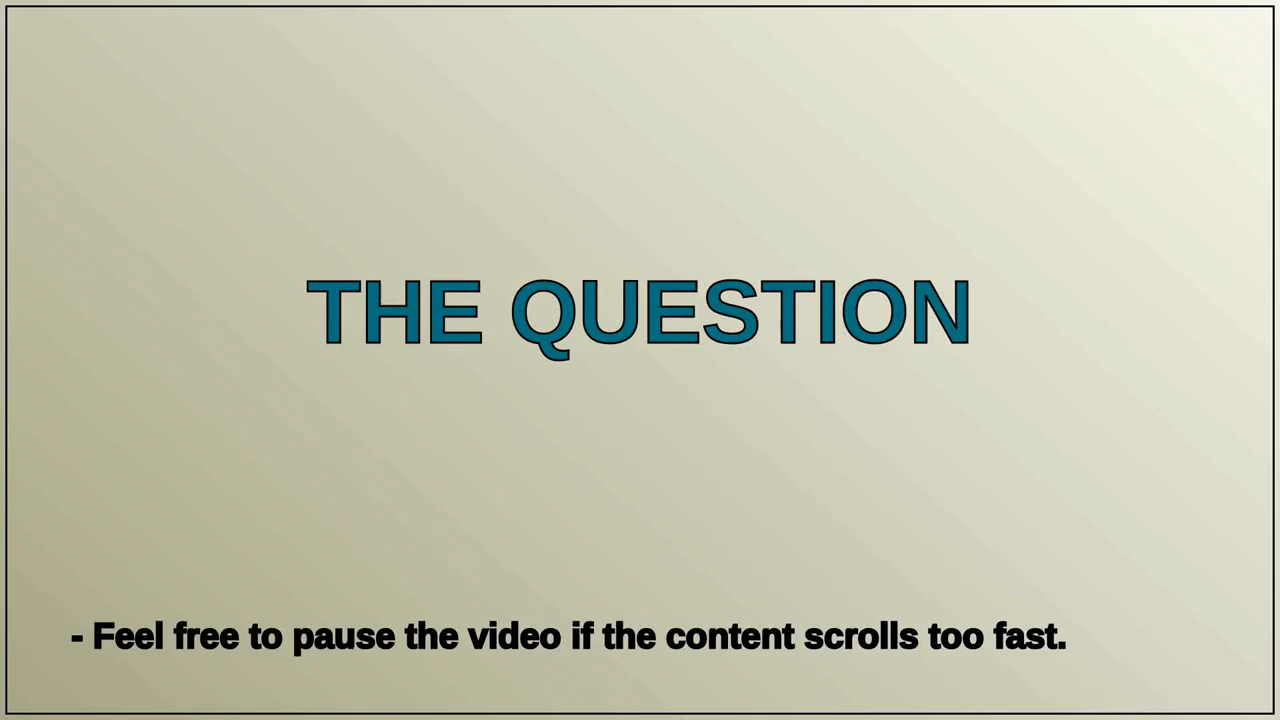 THE QUESTION
- Feel free to pause the video if the content scrolls too fast.